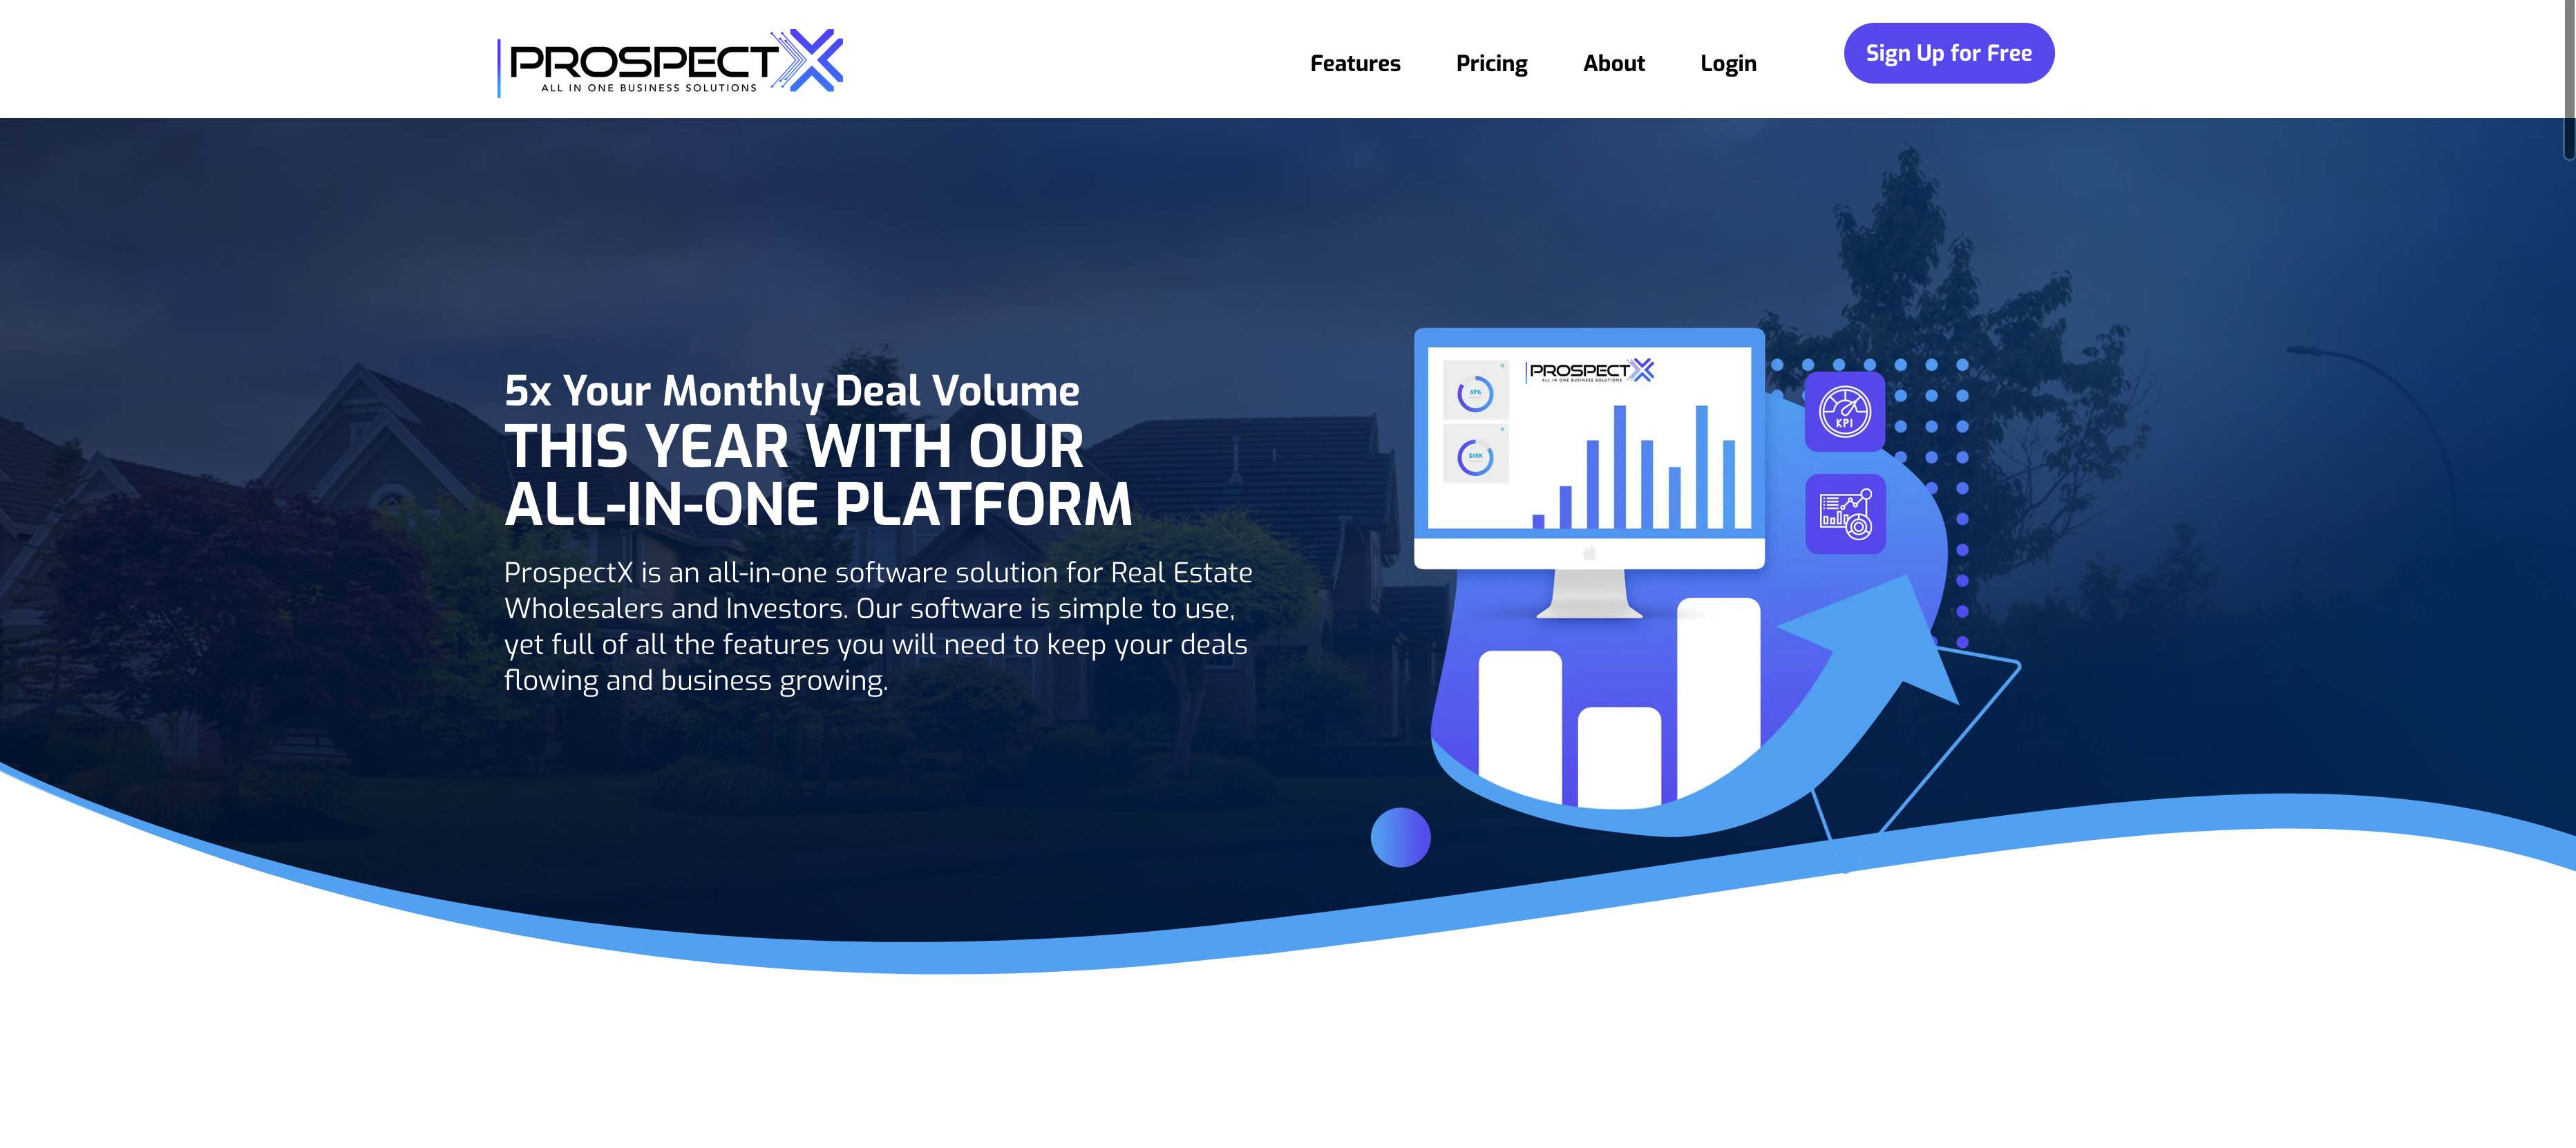 PROSPECTX
ALL IN ONE BUSINESS SOLUTIONS
Features
Pricing
About
Login
Sign Up for Free
5x Your Monthly Deal Volume
THIS YEAR WITH OUR
ALL-IN-ONE PLATFORM
ProspectX is an all-in-one software solution for Real Estate
Wholesalers and Investors. Our software is simple to use,
yet full of all the features you will need to keep your deals
flowing and business growing.
69%
$45K
PROSPECTX
ALL IN ONE BUSINESS SOLUTIONS
KPI